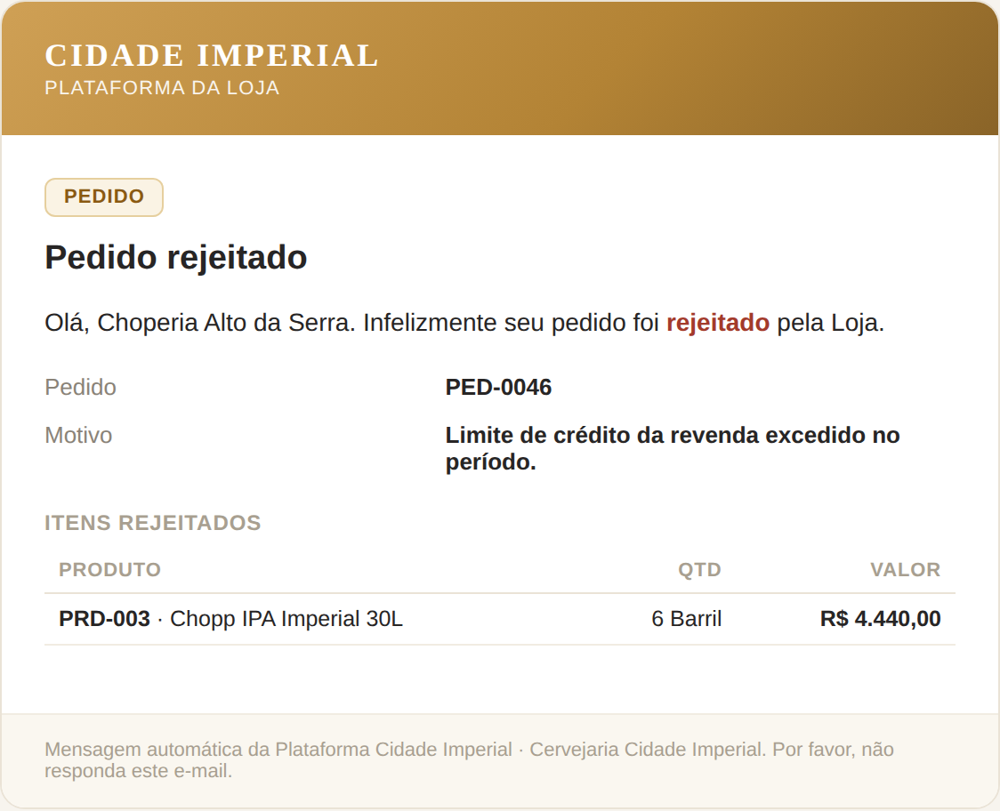 CIDADE IMPERIAL
PLATAFORMA DA LOJA
PEDIDO
Pedido rejeitado
Olá, Choperia Alto da Serra. Infelizmente seu pedido foi rejeitado pela Loja.
Pedido PED-0046
Motivo Limite de crédito da revenda excedido no
período.
ITENS REJEITADOS
PRODUTO QTD VALOR
PRD-003 · Chopp IPA Imperial 30L 6 Barril R$ 4.440,00
Mensagem automática da Plataforma Cidade Imperial · Cervejaria Cidade Imperial. Por favor, não
responda este e-mail.